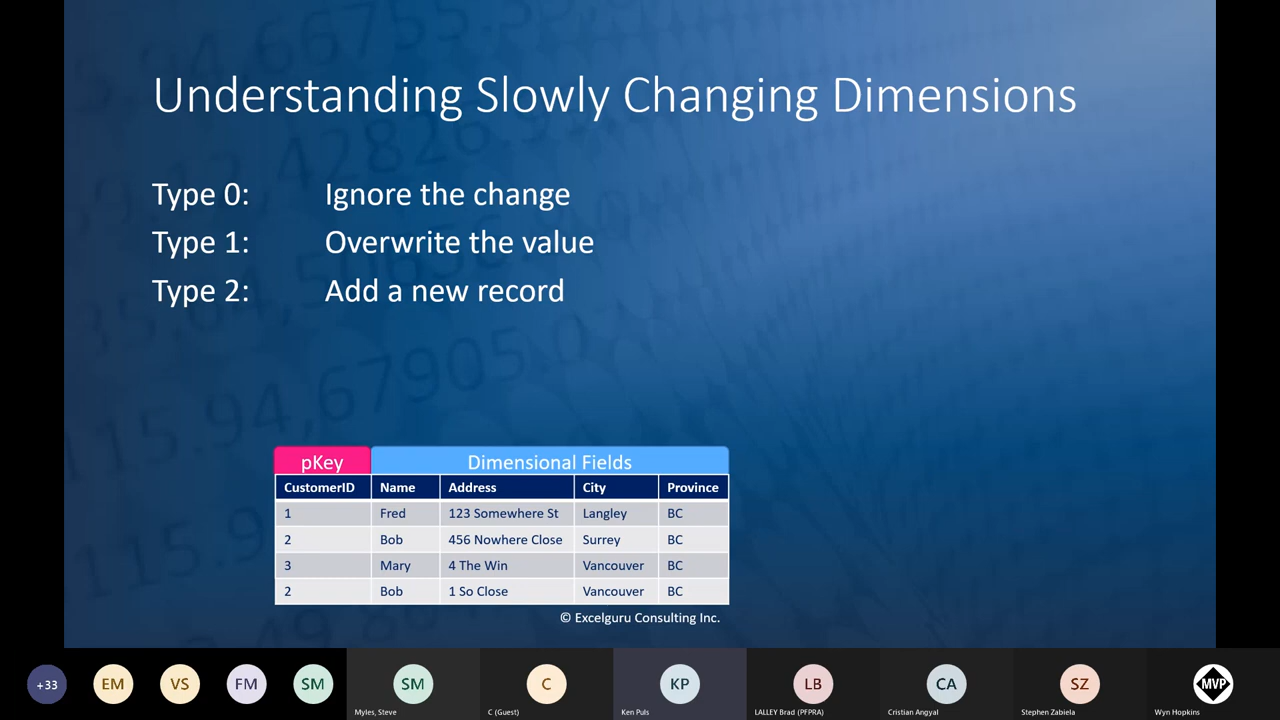 Understanding Slowly Changing Dimensions
Type 0: Ignore the change
Type 1: Overwrite the value
Type 2: Add a new record
pKey Dimensional Fields
CustomerID Name Address City Province
1 Fred 123 Somewhere St Langley BC
2 Bob 456 Nowhere Close Surrey BC
3 Mary 4 The Win Vancouver BC
2 Bob 1 So Close Vancouver BC
© Excelguru Consulting Inc.
+33 EM VS FM SM SM C KP LB CA SZ MVP
Myles, Steve C (Guest) Ken Puls LALLEY Brad (PFPRA) Cristian Angyal Stephen Zabiela Wyn Hopkins